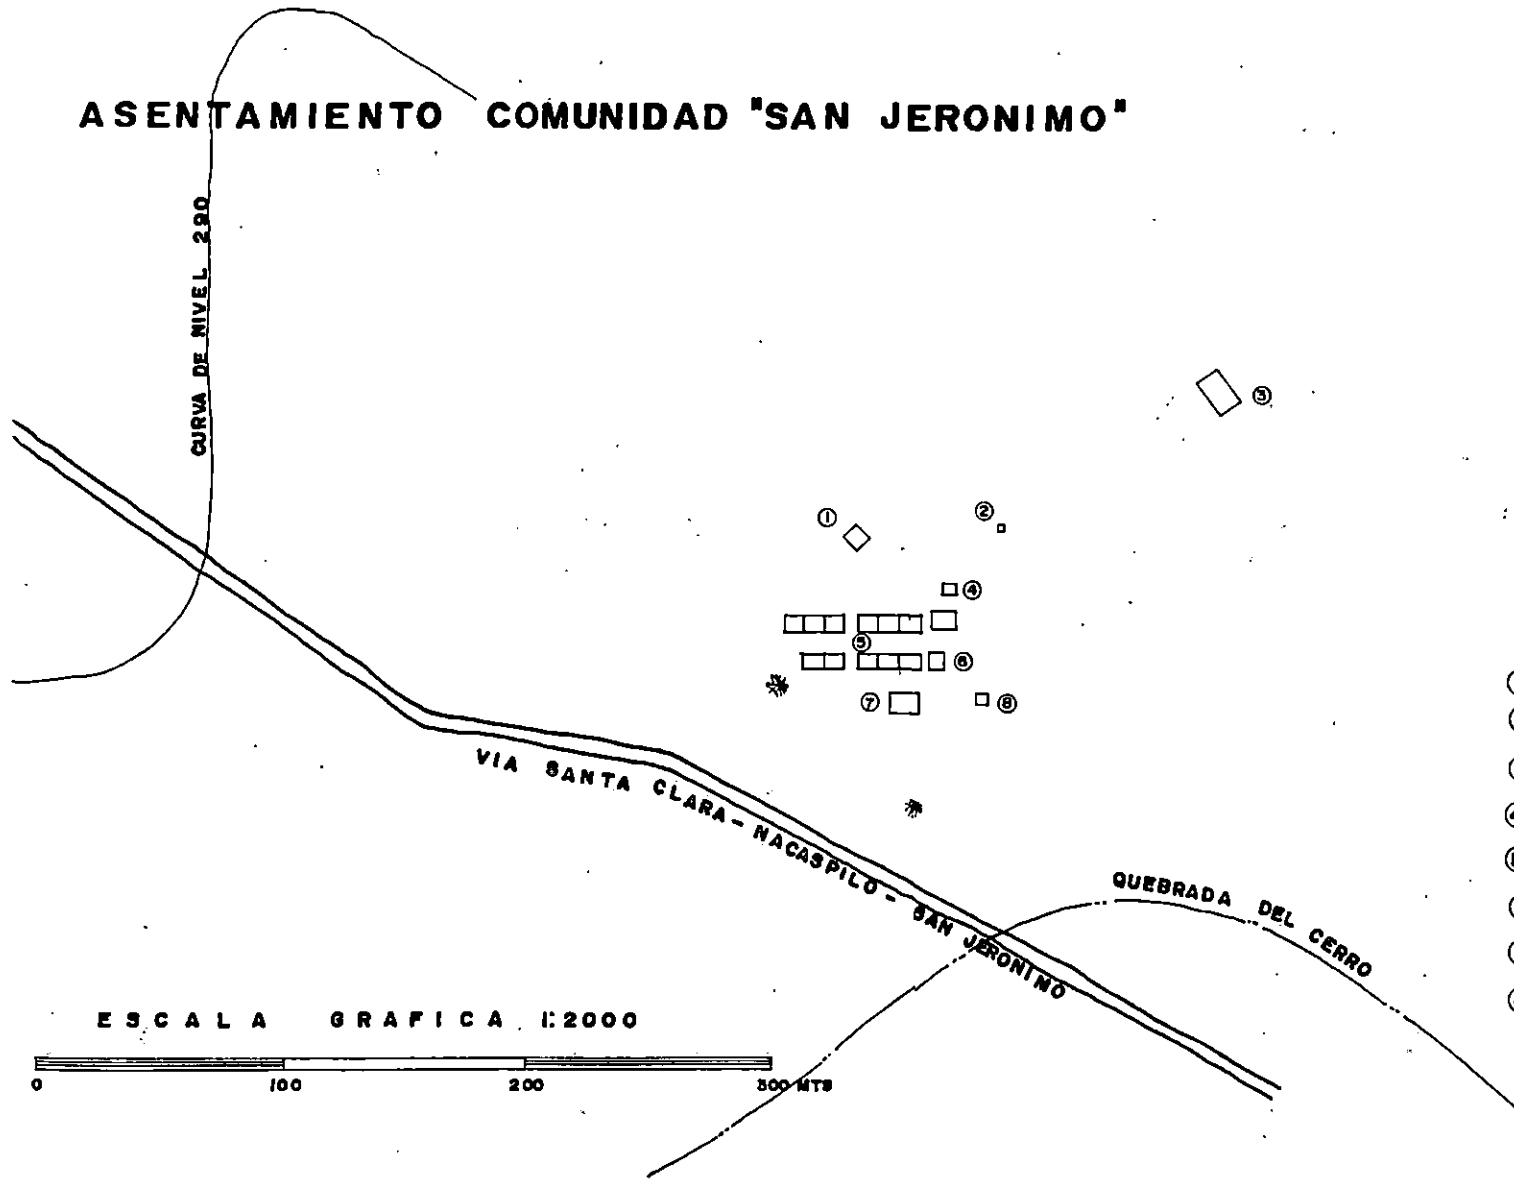 ASENTAMIENTO COMUNIDAD "SAN JERONIMO"
CURVA DE NIVEL 290
3
1
2
4
5
6
7
8
VIA SANTA CLARA - NACASPILO - SAN JERONIMO
QUEBRADA DEL CERRO
ESCALA GRAFICA 1:2000
0 100 200 300 MTS